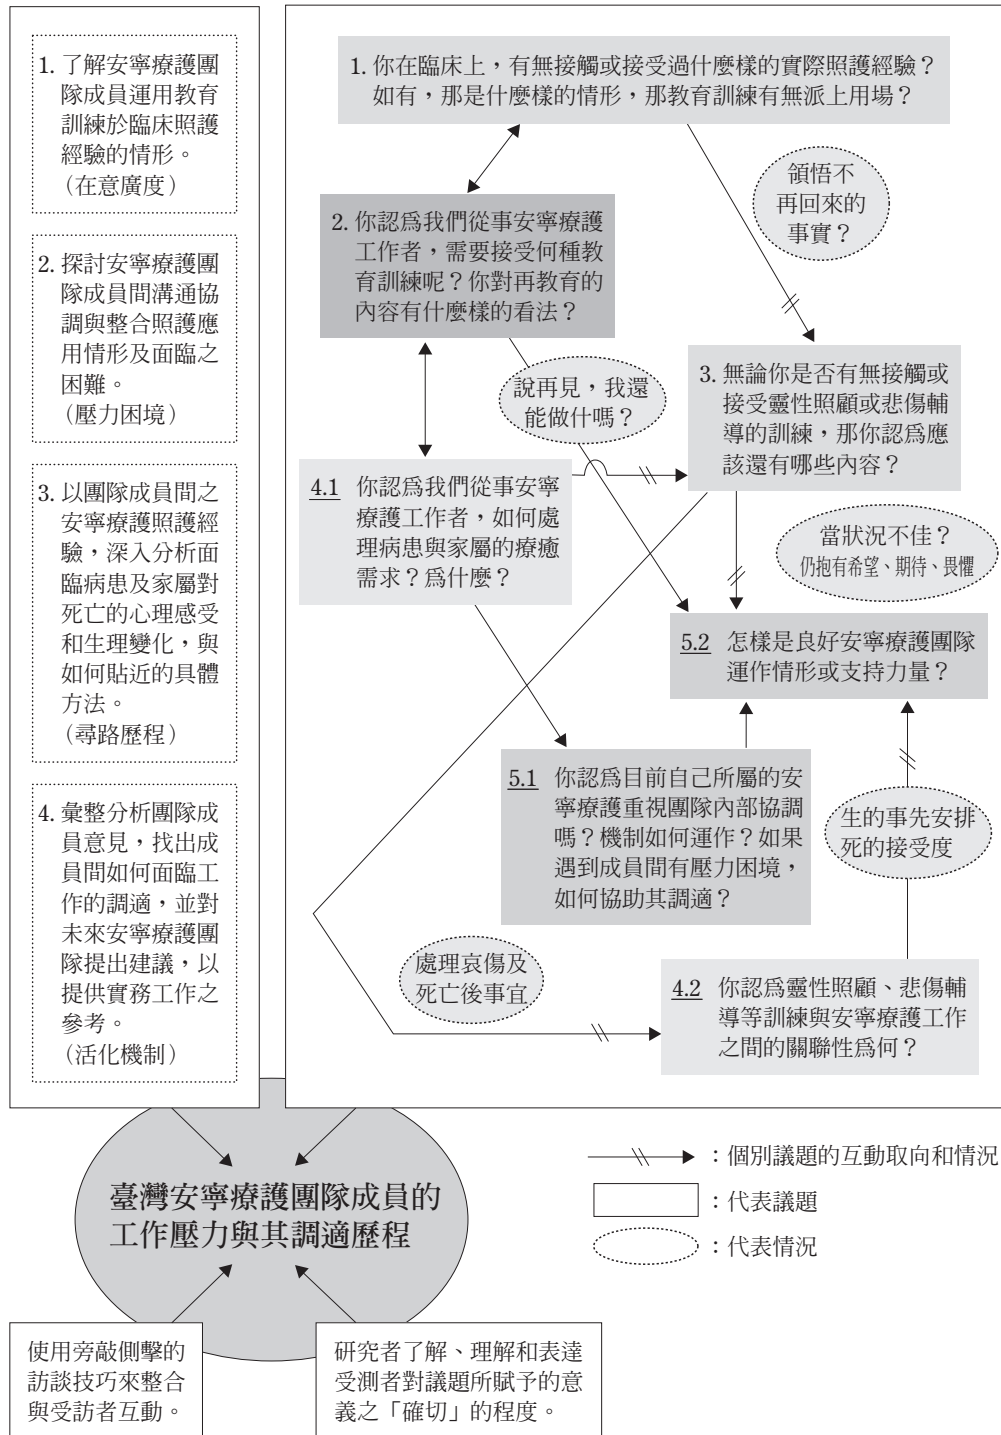 1. 了解安寧療護團
隊成員運用教育
訓練於臨床照護
經驗的情形。
（在意廣度）
2. 探討安寧療護團
隊成員間溝通協
調與整合照護應
用情形及面臨之
困難。
（壓力困境）
3. 以團隊成員間之
安寧療護照護經
驗，深入分析面
臨病患及家屬對
死亡的心理感受
和生理變化，與
如何貼近的具體
方法。
（尋路歷程）
4. 彙整分析團隊成
員意見，找出成
員間如何面臨工
作的調適，並對
未來安寧療護團
隊提出建議，以
提供實務工作之
參考。
（活化機制）
1. 你在臨床上，有無接觸或接受過什麼樣的實際照護經驗？
如有，那是什麼樣的情形，那教育訓練有無派上用場？
領悟不
再回來的
事實？
2. 你認爲我們從事安寧療護
工作者，需要接受何種教
育訓練呢？你對再教育的
內容有什麼樣的看法？
說再見，我還
能做什嗎？
3. 無論你是否有無接觸或
接受靈性照顧或悲傷輔
導的訓練，那你認爲應
該還有哪些內容？
4.1 你認爲我們從事安寧
療護工作者，如何處
理病患與家屬的療癒
需求？爲什麼？
當狀況不佳？
仍抱有希望、期待、畏懼
5.2 怎樣是良好安寧療護團隊
運作情形或支持力量？
5.1 你認爲目前自己所屬的安
寧療護重視團隊內部協調
嗎？機制如何運作？如果
遇到成員間有壓力困境，
如何協助其調適？
生的事先安排
死的接受度
處理哀傷及
死亡後事宜
4.2 你認爲靈性照顧、悲傷輔
導等訓練與安寧療護工作
之間的關聯性爲何？
臺灣安寧療護團隊成員的
工作壓力與其調適歷程
：個別議題的互動取向和情況
：代表議題
：代表情況
使用旁敲側擊的
訪談技巧來整合
與受訪者互動。
研究者了解、理解和表達
受測者對議題所賦予的意
義之「確切」的程度。